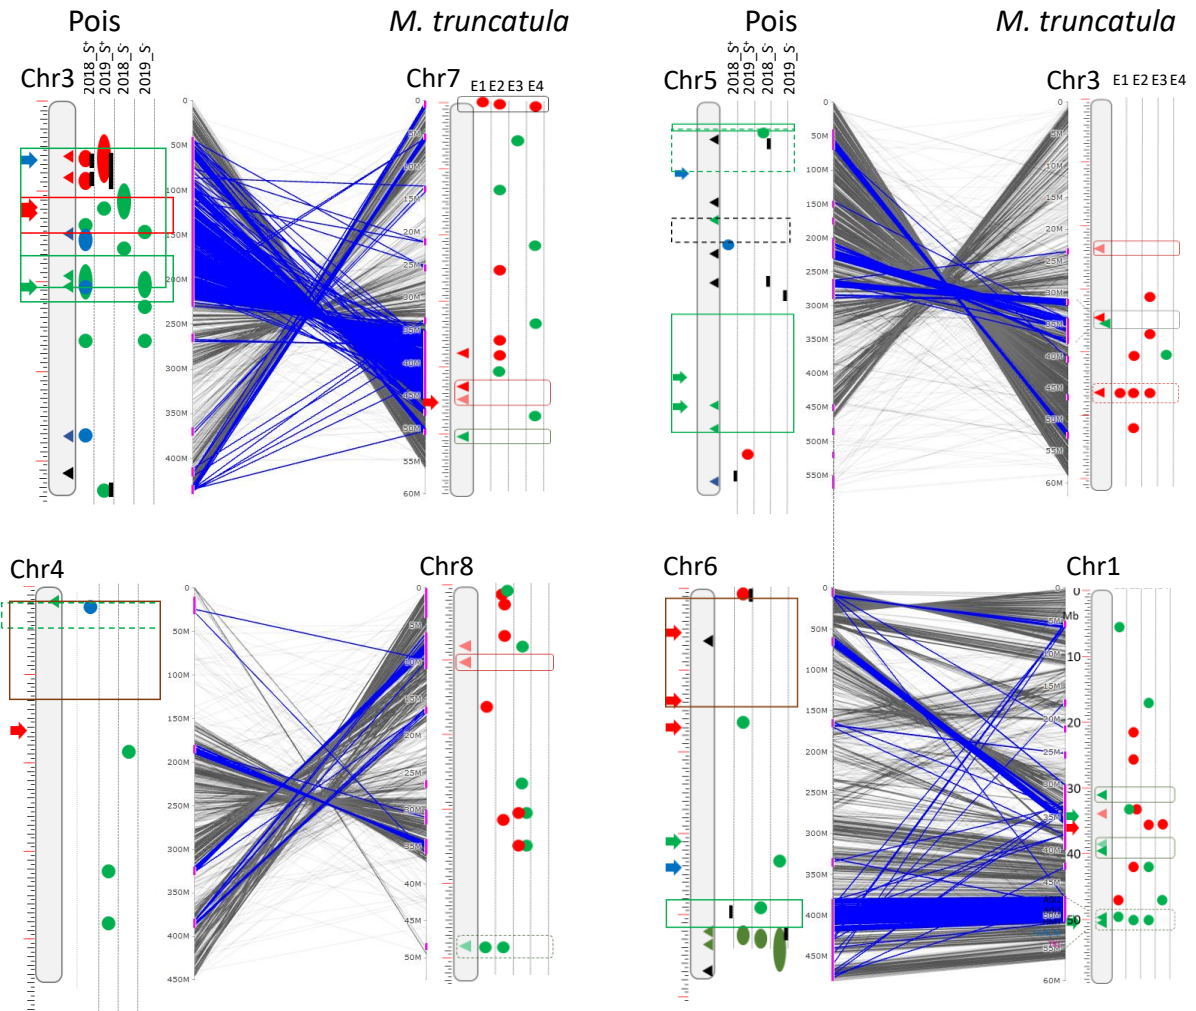 Pois
M. truncatula
Pois
M. truncatula
2018_S+
2019_S+
2018_S-
2019_S-
2018_S+
2019_S+
2018_S-
2019_S-
Chr3
Chr7
E1 E2 E3 E4
Chr5
Chr3
E1 E2 E3 E4
0
50M
100M
150M
200M
250M
300M
350M
400M
0
5M
10M
15M
20M
25M
30M
35M
40M
45M
50M
55M
60M
0
50M
100M
150M
200M
250M
300M
350M
400M
450M
500M
550M
0
5M
10M
15M
20M
25M
30M
35M
40M
45M
50M
55M
60M
Chr4
Chr8
Chr6
Chr1
0
50M
100M
150M
200M
250M
300M
350M
400M
450M
0
5M
10M
15M
20M
25M
30M
35M
40M
45M
50M
0
50M
100M
150M
200M
250M
300M
350M
400M
450M
0
5M
10M
15M
20M
25M
30M
35M
40M
50M
55M
60M
0
Mb
10
20
30
40
50